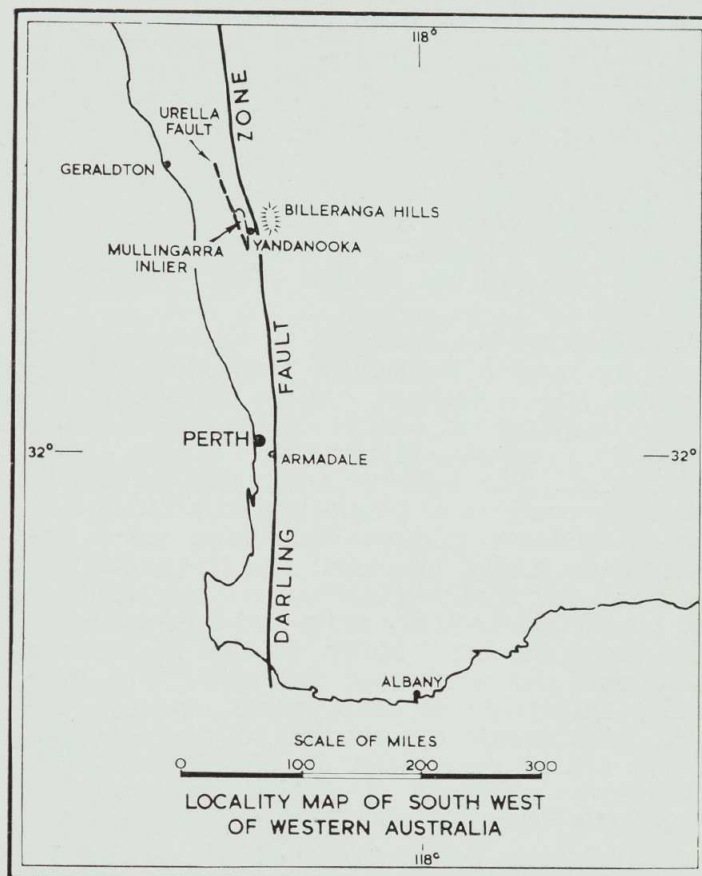 118°
ZONE
URELLA
FAULT
GERALDTON
BILLERANGA HILLS
YANDANOOKA
MULLINGARRA
INLIER
FAULT
PERTH
32°
32°
ARMADALE
DARLING
ALBANY
SCALE OF MILES
0 100 200 300
LOCALITY MAP OF SOUTH WEST
OF WESTERN AUSTRALIA
118°